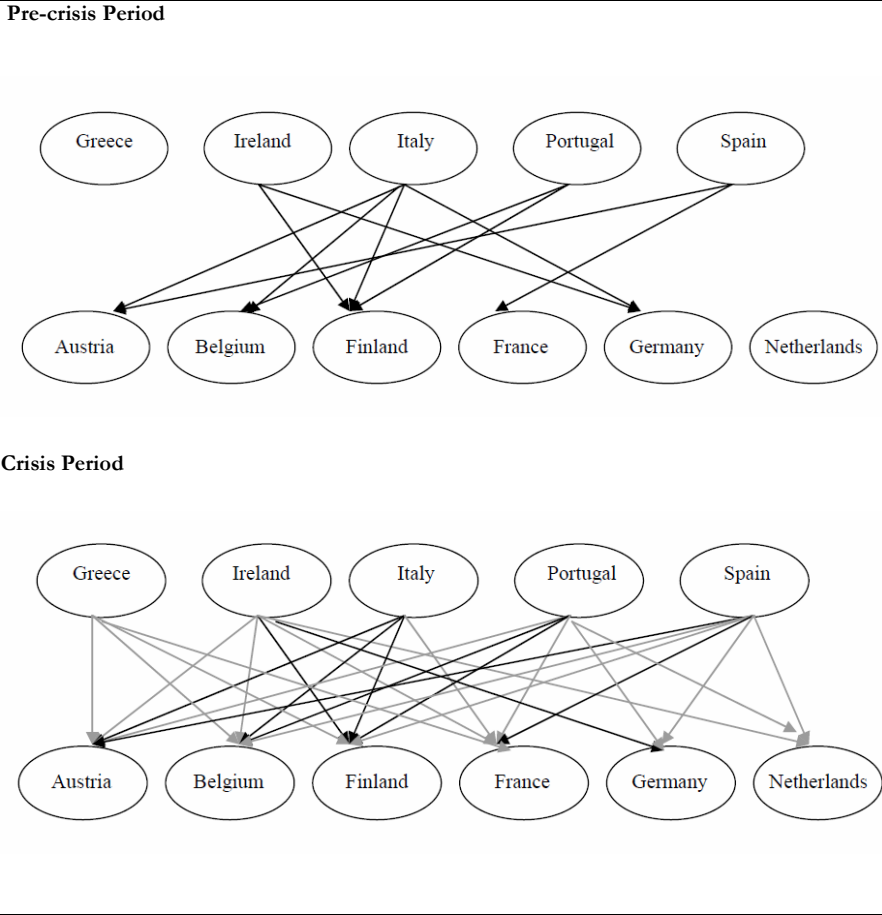 Pre-crisis Period
Greece Ireland Italy Portugal Spain
Austria Belgium Finland France Germany Netherlands
Crisis Period
Greece Ireland Italy Portugal Spain
Austria Belgium Finland France Germany Netherlands